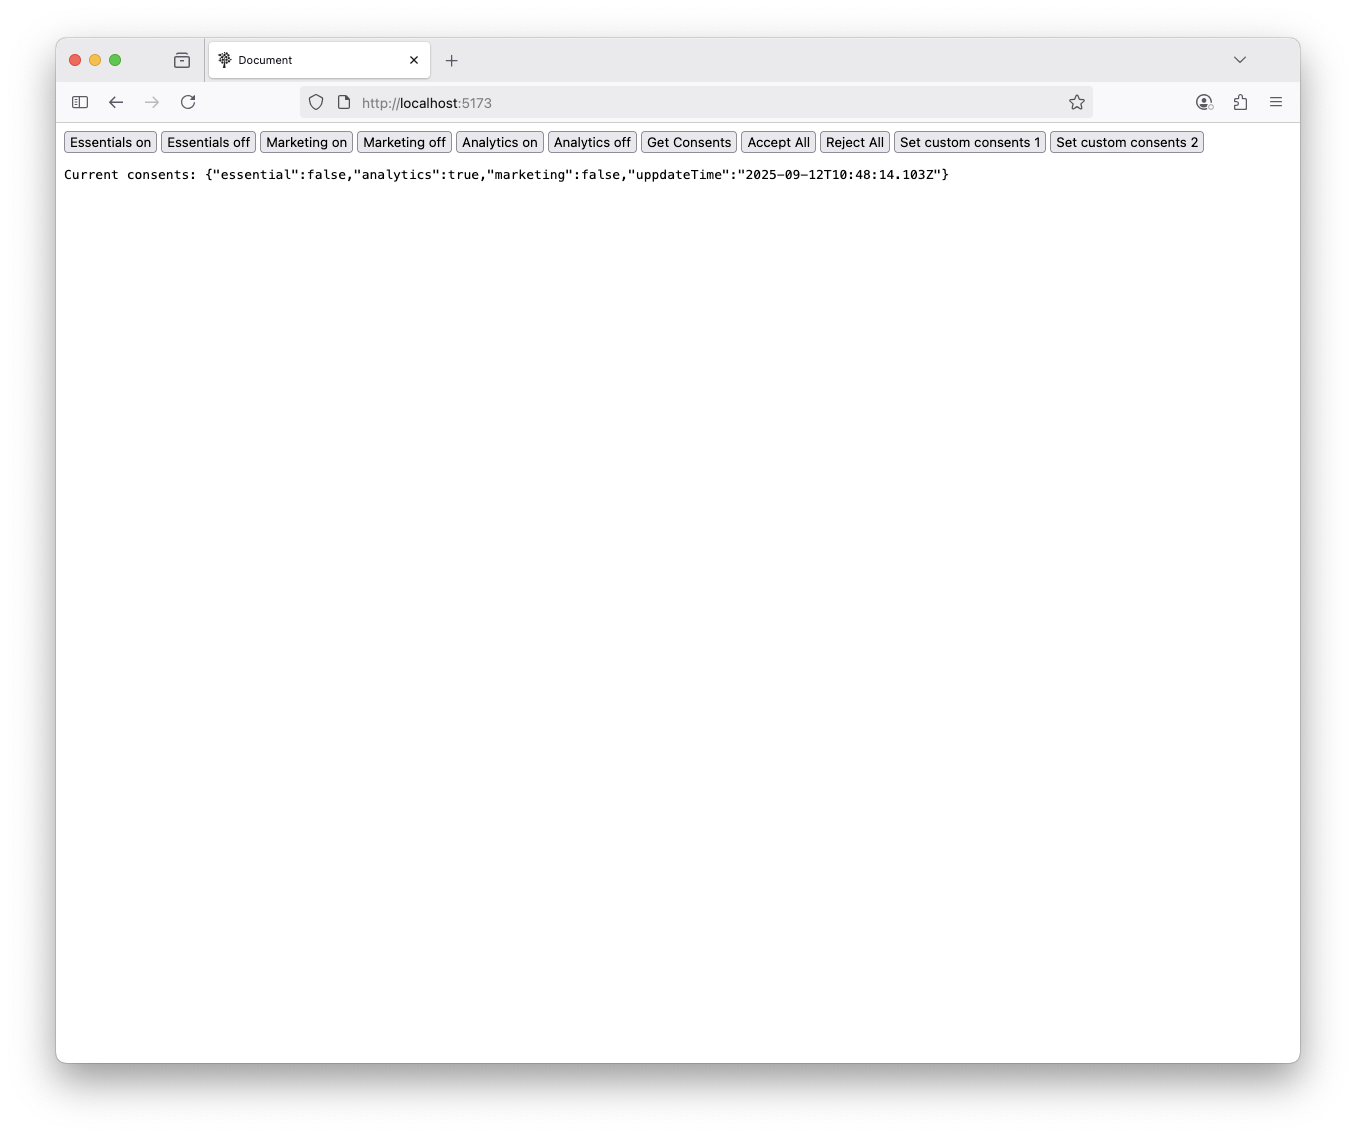 Document
http://localhost:5173
Essentials on Essentials off Marketing on Marketing off Analytics on Analytics off Get Consents Accept All Reject All Set custom consents 1 Set custom consents 2
Current consents: {"essential":false,"analytics":true,"marketing":false,"uppdateTime":"2025-09-12T10:48:14.103Z"}